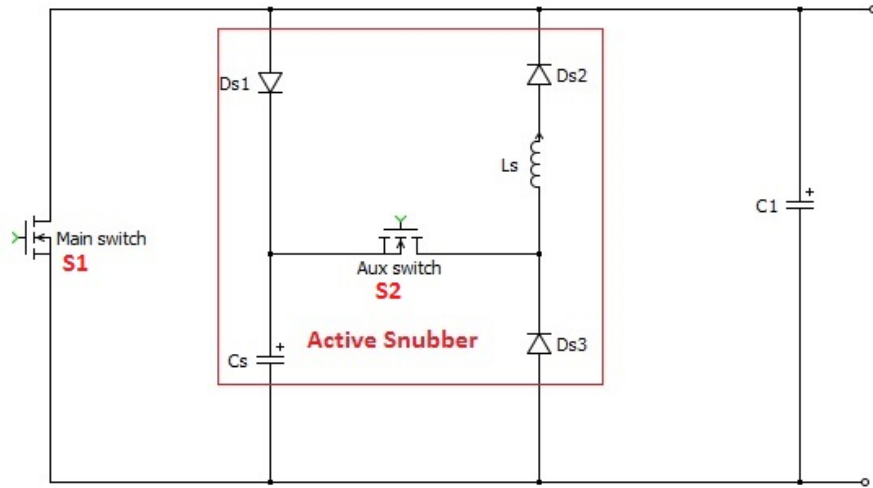 Ds1
Ds2
Ls
C1
Main switch
S1
Aux switch
S2
Active Snubber
Ds3
Cs
+
+